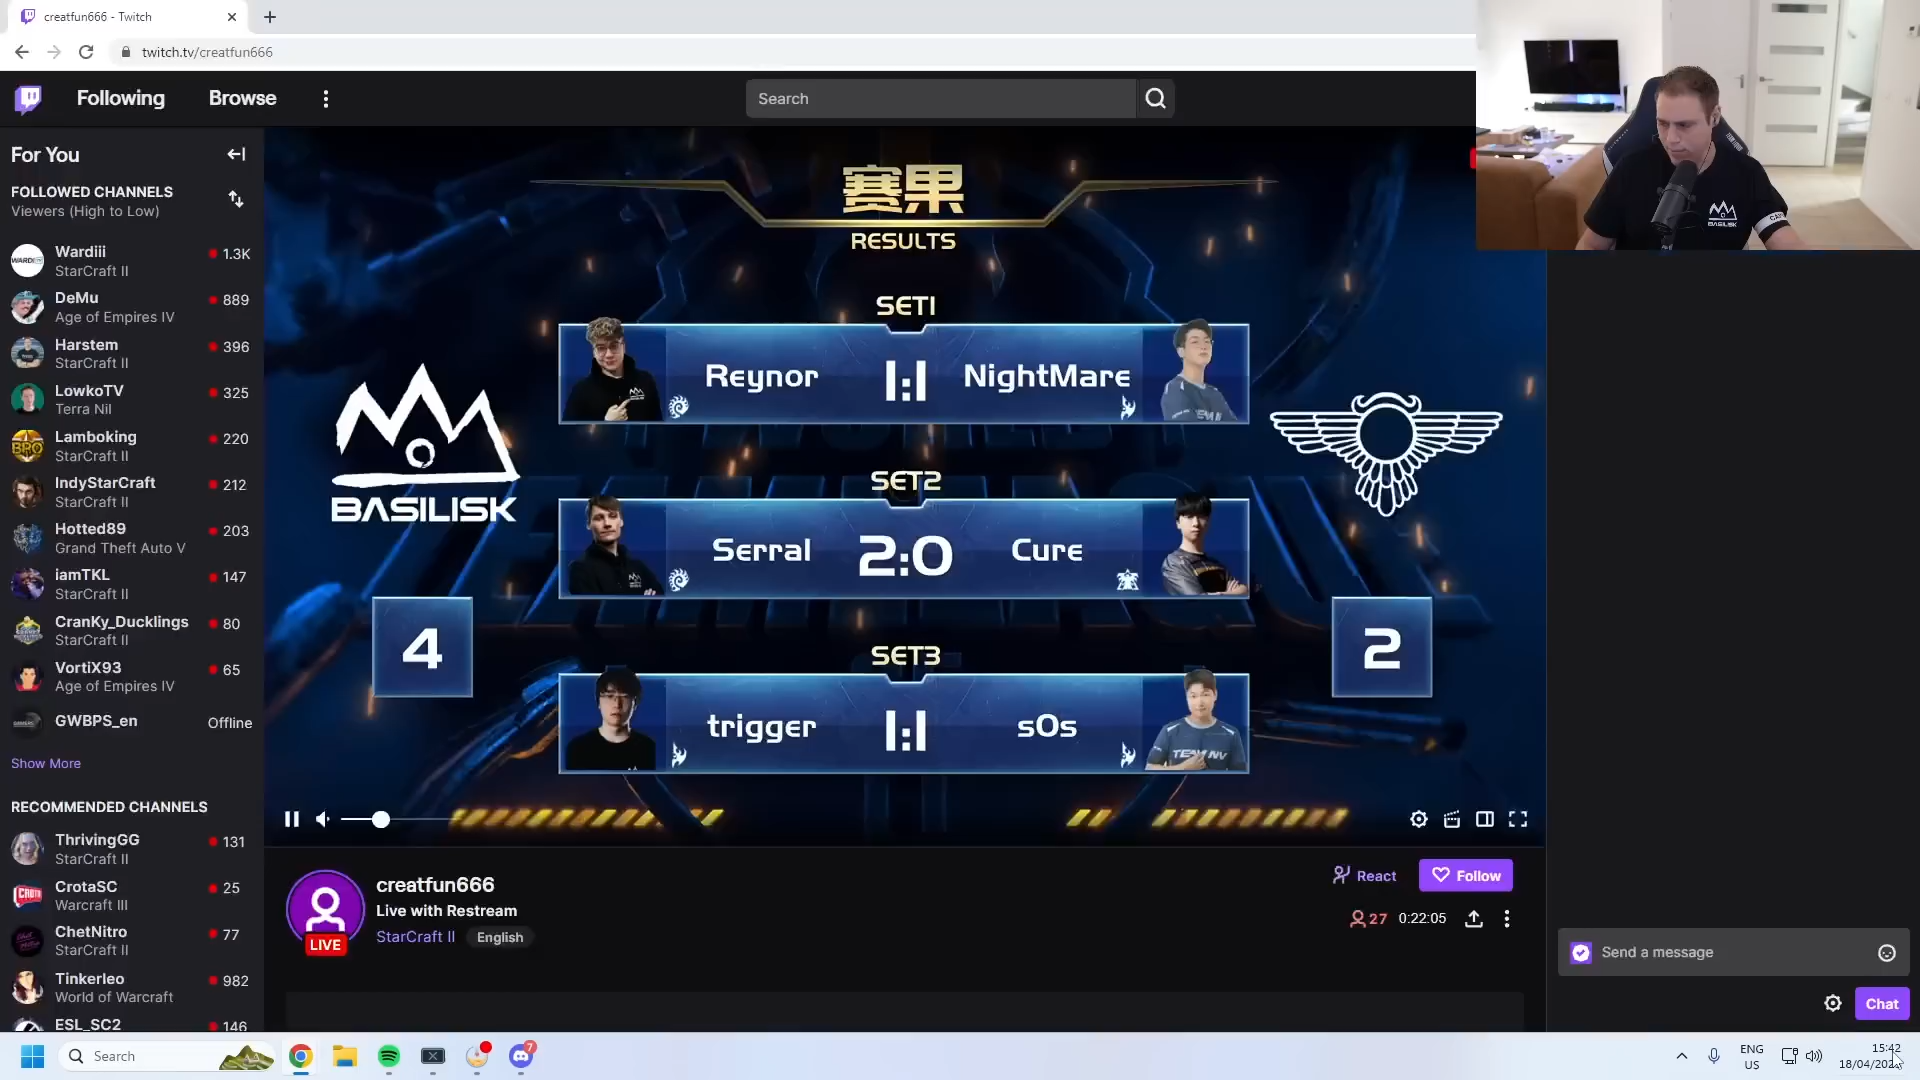 creatfun666 - Twitch
twitch.tv/creatfun666
Following
Browse
Search
For You
FOLLOWED CHANNELS
Viewers (High to Low)
Wardiii
1.3K
StarCraft II
DeMu
889
Age of Empires IV
Harstem
396
StarCraft II
LowkoTV
325
Terra Nil
Lamboking
220
StarCraft II
IndyStarCraft
212
StarCraft II
Hotted89
203
Grand Theft Auto V
iamTKL
147
StarCraft II
CranKy_Ducklings
80
StarCraft II
VortiX93
65
Age of Empires IV
GWBPS_en
Offline
Show More
RECOMMENDED CHANNELS
ThrivingGG
131
StarCraft II
CrotaSC
25
Warcraft III
ChetNitro
77
StarCraft II
Tinkerleo
982
World of Warcraft
ESL_SC2
146
赛果
RESULTS
SET1
Reynor 1:1 NightMare
SET2
Serral 2:0 Cure
SET3
trigger 1:1 sOs
BASILISK
4
2
BASILISK
creatfun666
Live with Restream
StarCraft II
English
LIVE
React
Follow
27
0:22:05
Send a message
Chat
Search
7
ENG
US
15:42